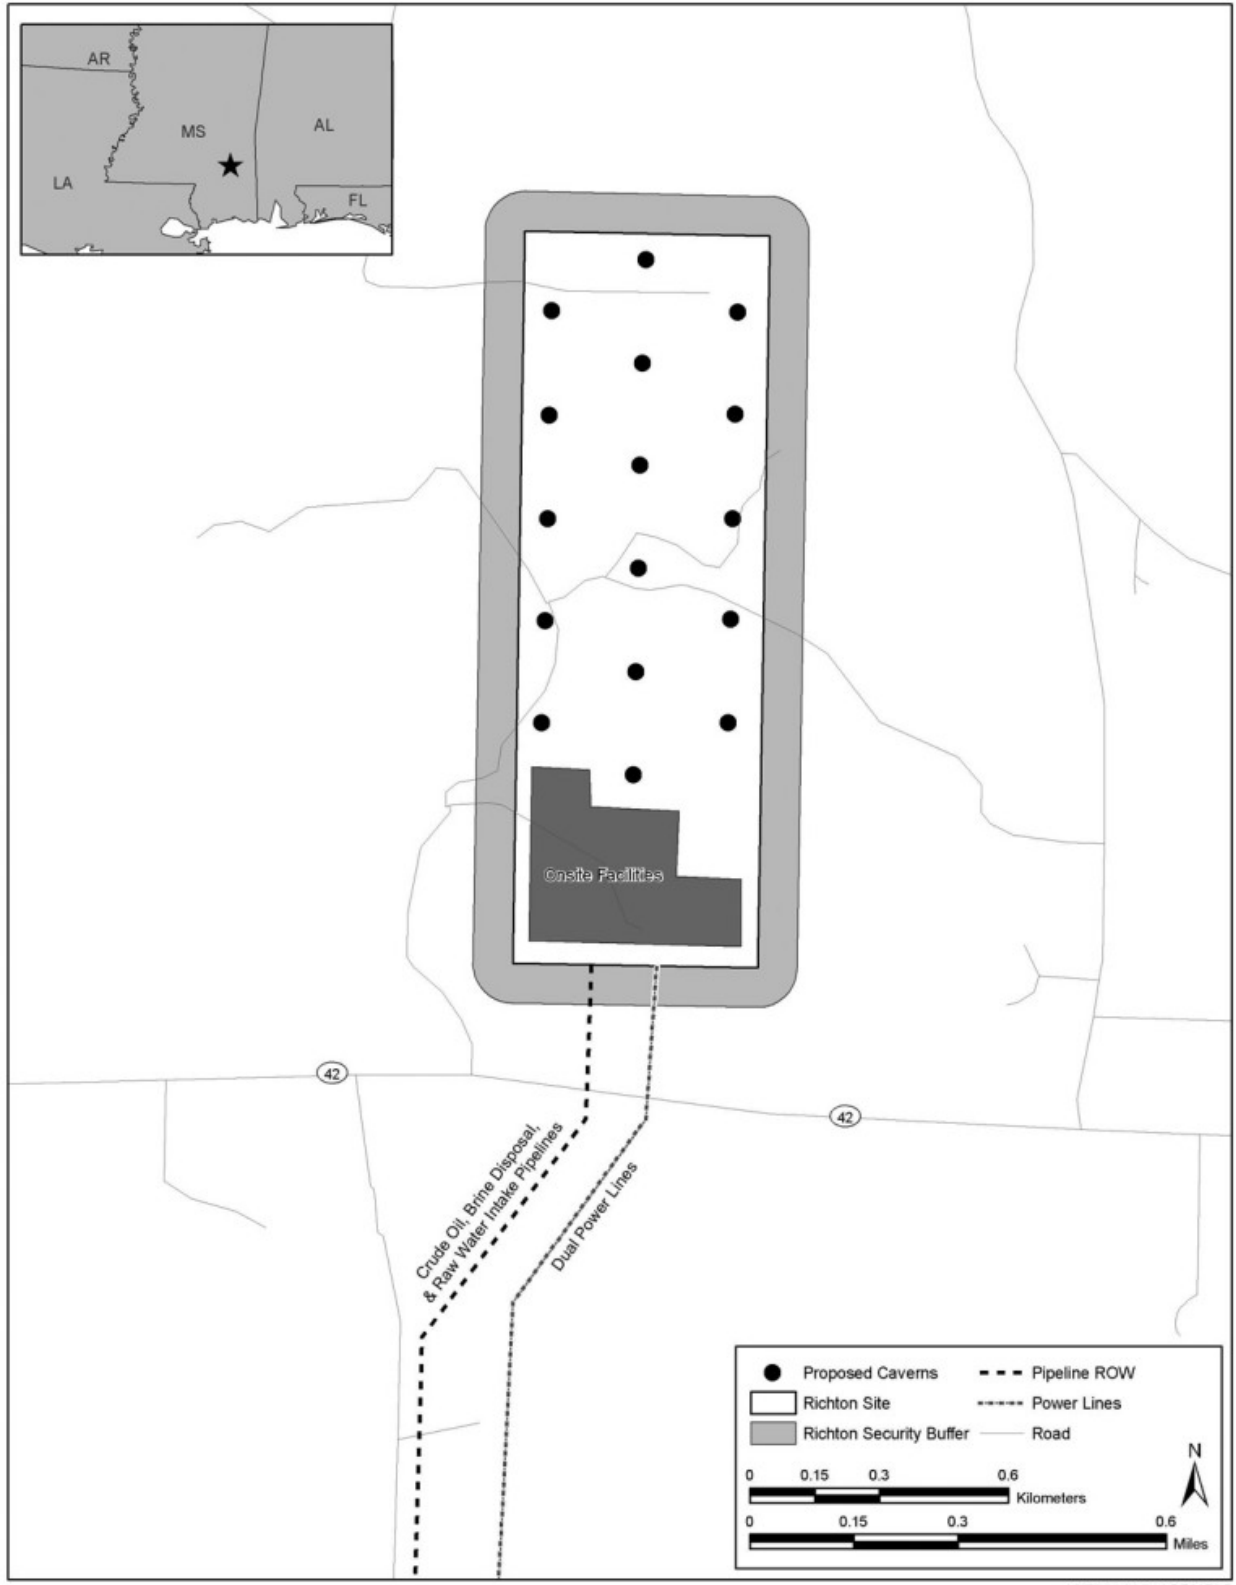 AR
MS
AL
LA
FL
Onsite Facilities
42
42
Crude Oil, Brine Disposal,
& Raw Water Intake Pipelines
Dual Power Lines
Proposed Caverns
Pipeline ROW
Richton Site
Power Lines
Richton Security Buffer
Road
N
0 0.15 0.3 0.6
Kilometers
0 0.15 0.3 0.6
Miles